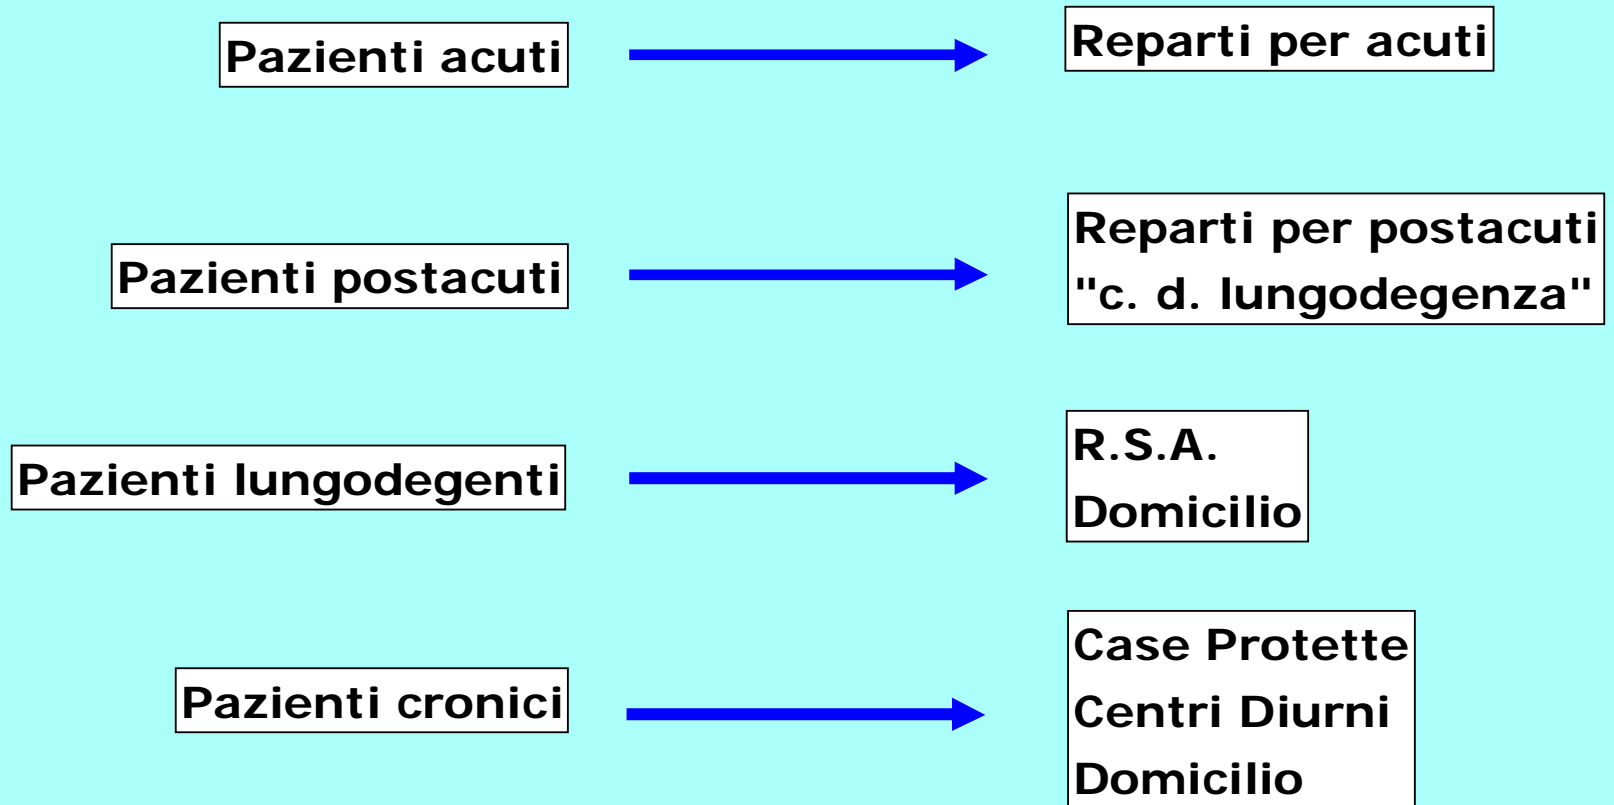 Pazienti acuti
Reparti per acuti
Pazienti postacuti
Reparti per postacuti
"c. d. lungodegenza"
Pazienti lungodegenti
R.S.A.
Domicilio
Pazienti cronici
Case Protette
Centri Diurni
Domicilio